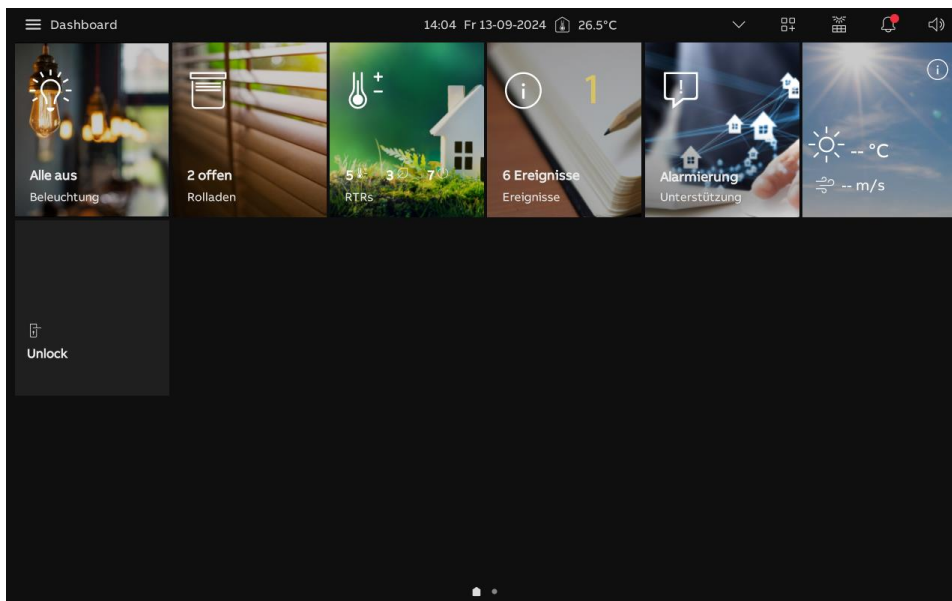 Dashboard
14:04 Fr 13-09-2024 26.5°C
Alle aus
Beleuchtung
2 offen
Rolladen
5 3 7
RTRs
1
6 Ereignisse
Ereignisse
Alarmierung
Unterstützung
-- °C
-- m/s
Unlock